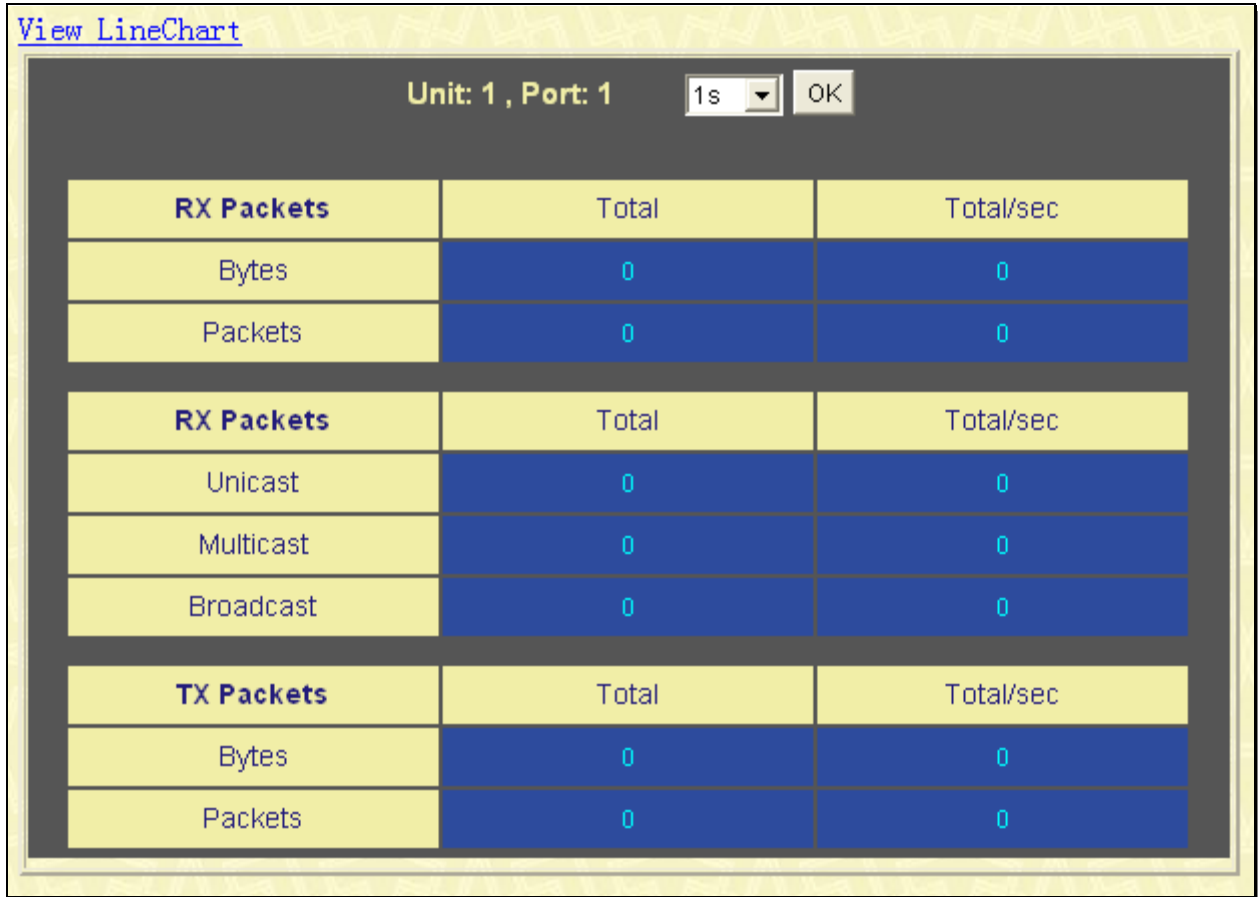 View LineChart
Unit: 1 , Port: 1 1s OK
RX Packets Total Total/sec
Bytes 0 0
Packets 0 0
RX Packets Total Total/sec
Unicast 0 0
Multicast 0 0
Broadcast 0 0
TX Packets Total Total/sec
Bytes 0 0
Packets 0 0